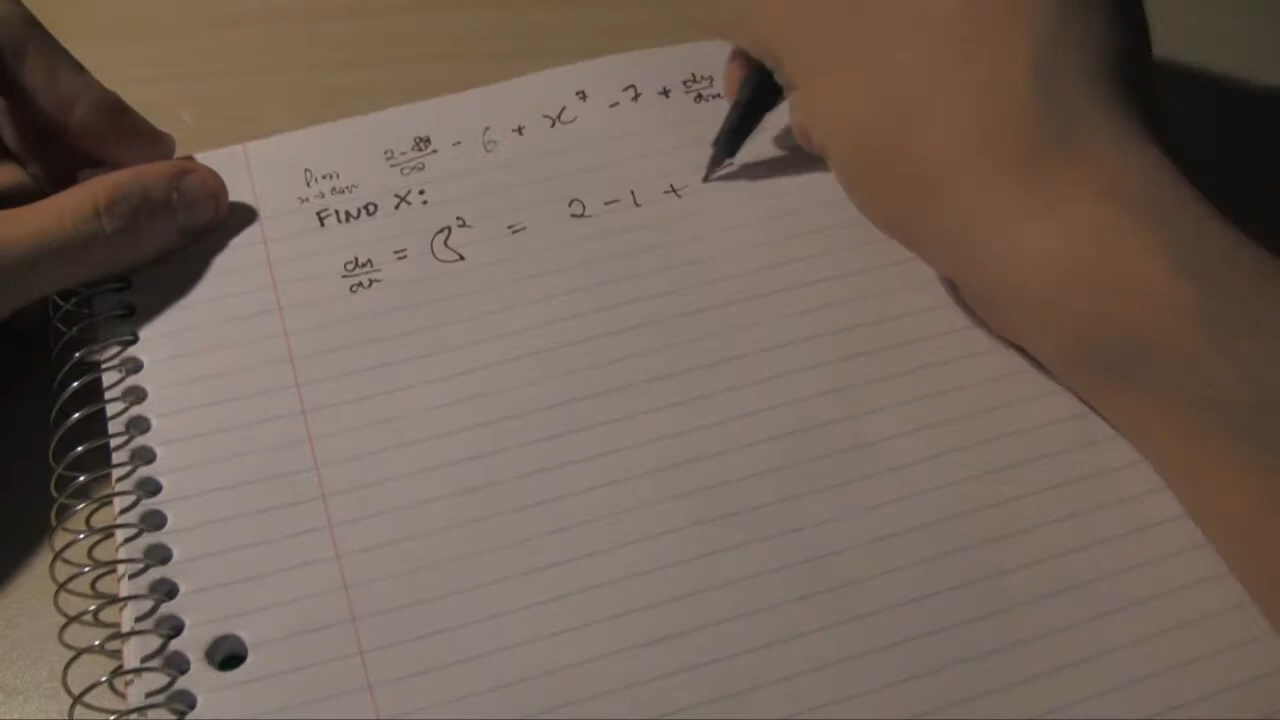 lim x→ 2-88/∞ - 6 + x^7 - 7 + dy/dx
FIND X:
dy/dx = B^2 = 2 - 1 +